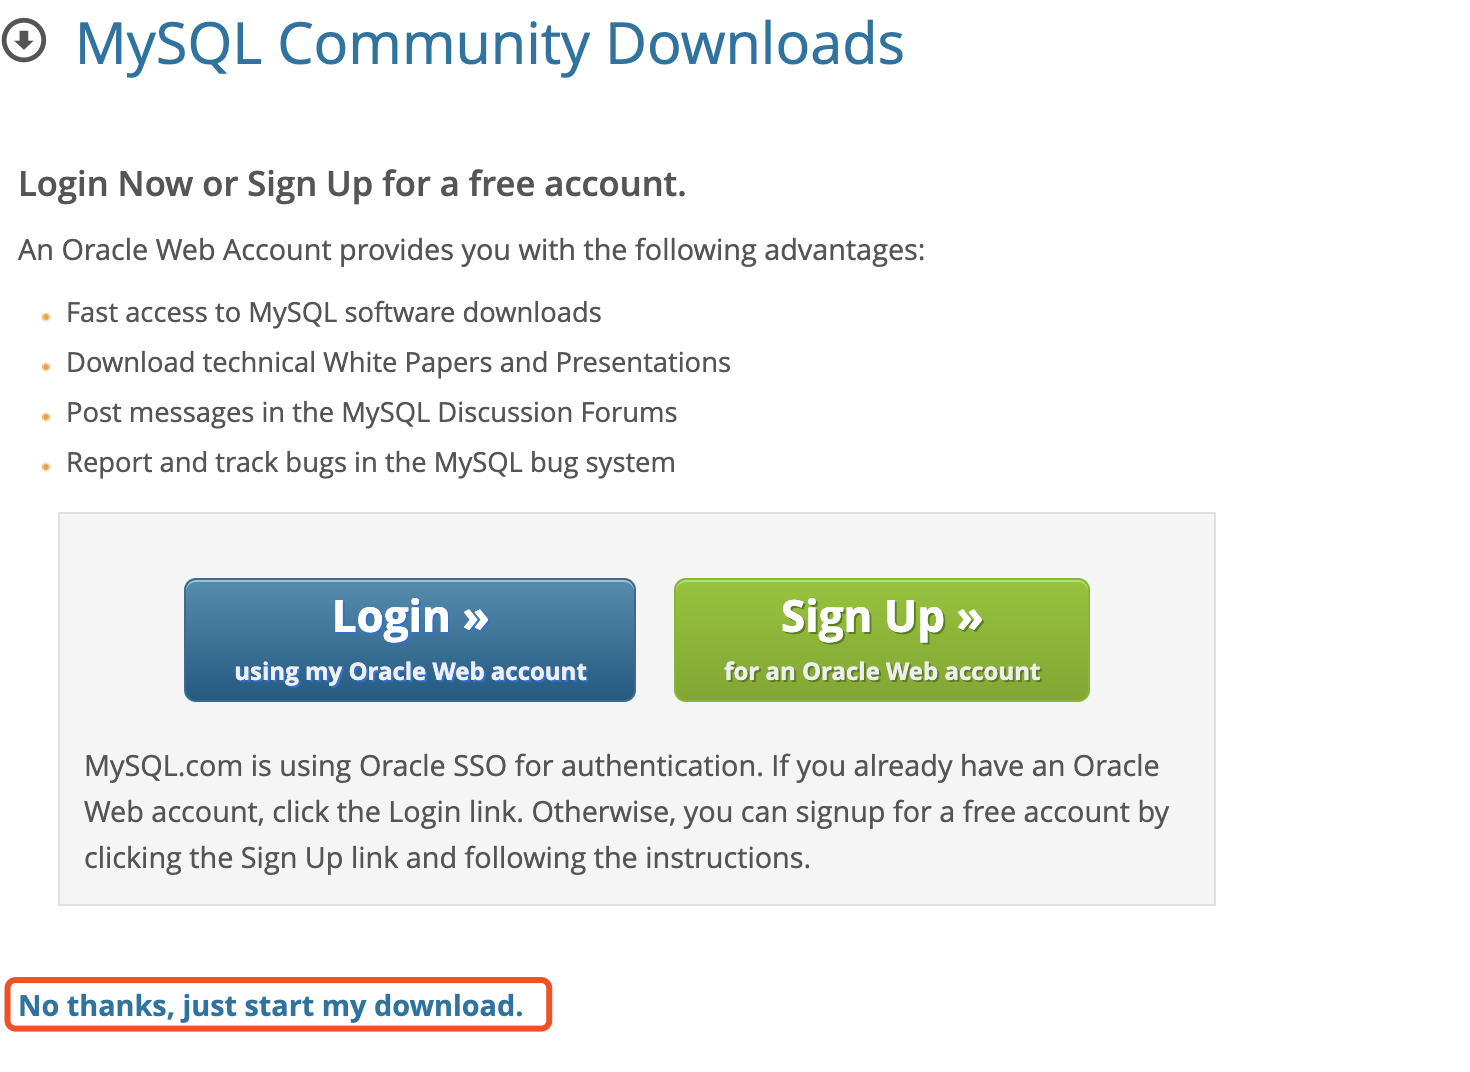 MySQL Community Downloads
Login Now or Sign Up for a free account.
An Oracle Web Account provides you with the following advantages:
Fast access to MySQL software downloads
Download technical White Papers and Presentations
Post messages in the MySQL Discussion Forums
Report and track bugs in the MySQL bug system
Login »
using my Oracle Web account
Sign Up »
for an Oracle Web account
MySQL.com is using Oracle SSO for authentication. If you already have an Oracle
Web account, click the Login link. Otherwise, you can signup for a free account by
clicking the Sign Up link and following the instructions.
No thanks, just start my download.